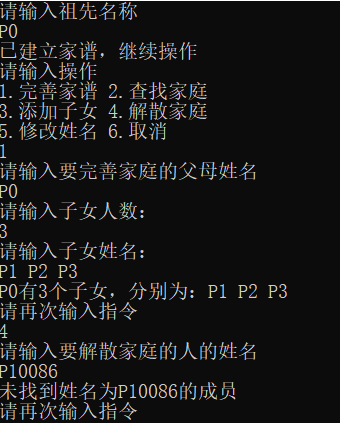 请输入祖先名称
P0
已建立家谱，继续操作
请输入操作
1.完善家谱 2.查找家庭
3.添加子女 4.解散家庭
5.修改姓名 6.取消
1
请输入要完善家庭的父母姓名
P0
请输入子女人数：
3
请输入子女姓名：
P1 P2 P3
P0有3个子女，分别为：P1 P2 P3
请再次输入指令
4
请输入要解散家庭的人的姓名
P10086
未找到姓名为P10086的成员
请再次输入指令